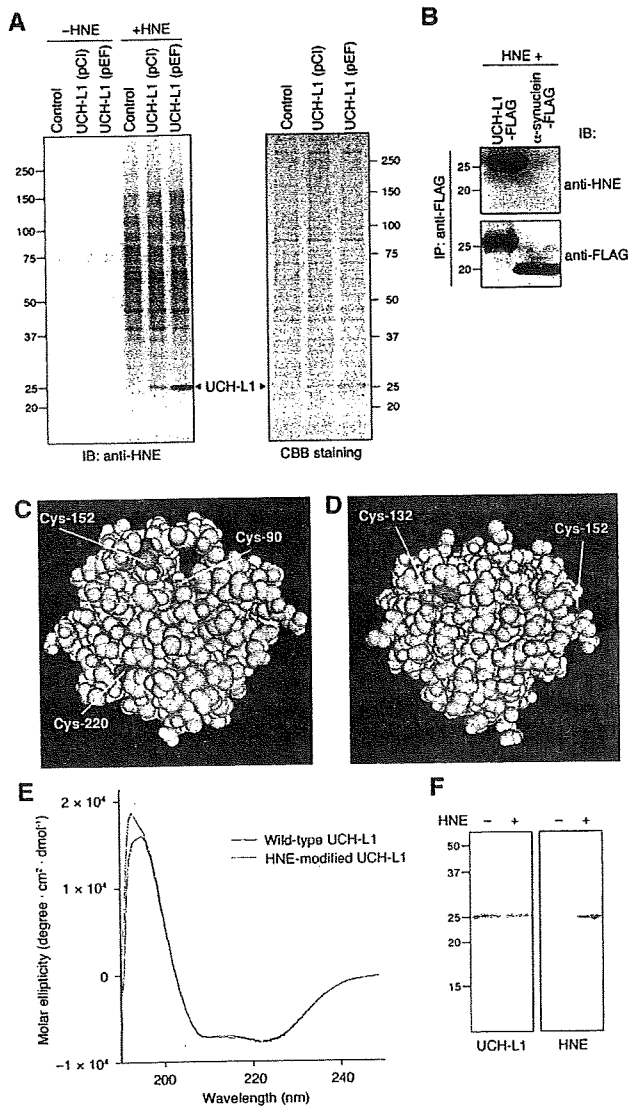 A
−HNE +HNE
Control
UCH-L1 (pCI)
UCH-L1 (pEF)
Control
UCH-L1 (pCI)
UCH-L1 (pEF)
250
150
100
75
50
37
25
20
IB: anti-HNE
UCH-L1
Control
UCH-L1 (pCI)
UCH-L1 (pEF)
250
150
100
75
50
37
25
20
CBB staining
B
HNE +
UCH-L1
-FLAG
α-synuclein
-FLAG
IB:
IP: anti-FLAG
25
20
anti-HNE
25
20
anti-FLAG
C
Cys-152
Cys-90
Cys-220
D
Cys-132
Cys-152
E
Molar ellipticity (degree · cm² · dmol⁻¹)
2 × 10⁴
1 × 10⁴
0
−1 × 10⁴
Wild-type UCH-L1
HNE-modified UCH-L1
200 220 240
Wavelength (nm)
F
HNE − + − +
50
37
25
20
15
UCH-L1 HNE